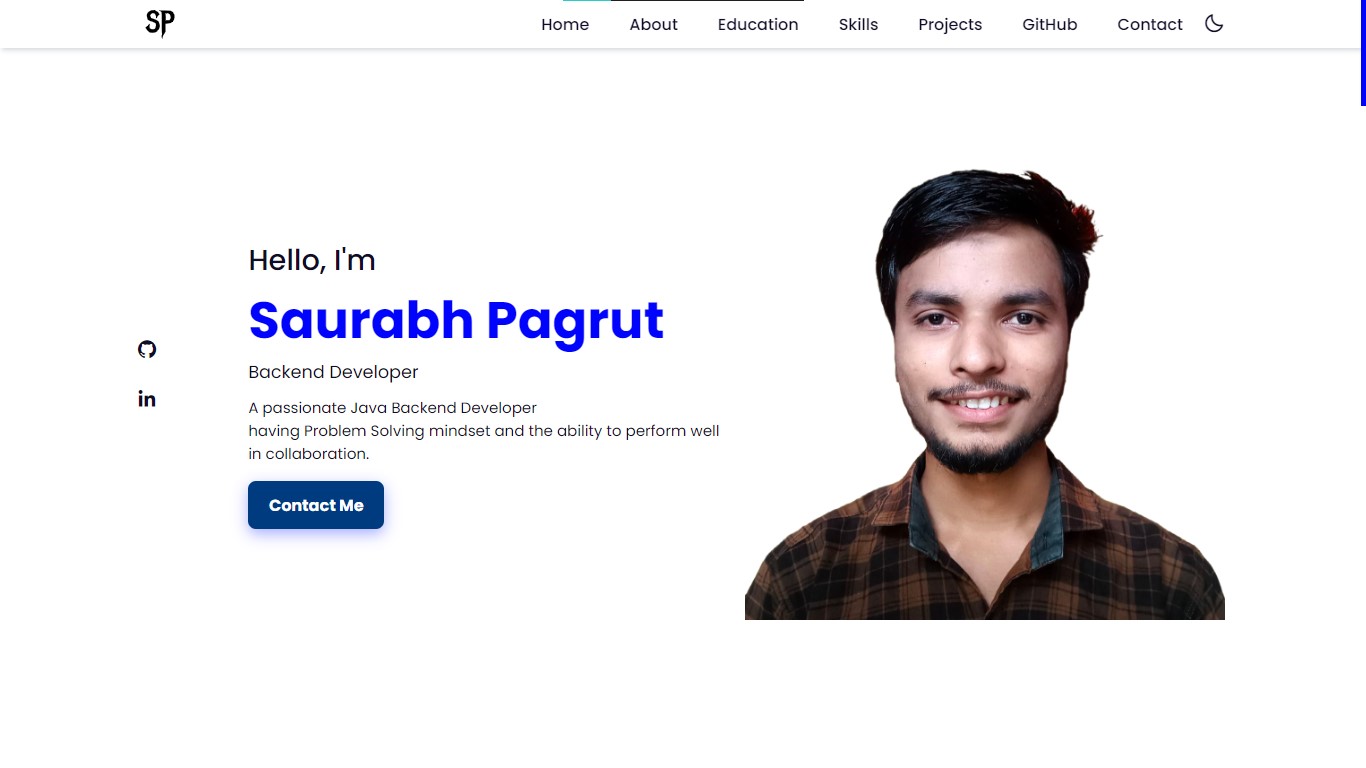 SP
Home About Education Skills Projects GitHub Contact
Hello, I'm
Saurabh Pagrut
Backend Developer
A passionate Java Backend Developer
having Problem Solving mindset and the ability to perform well
in collaboration.
Contact Me
in